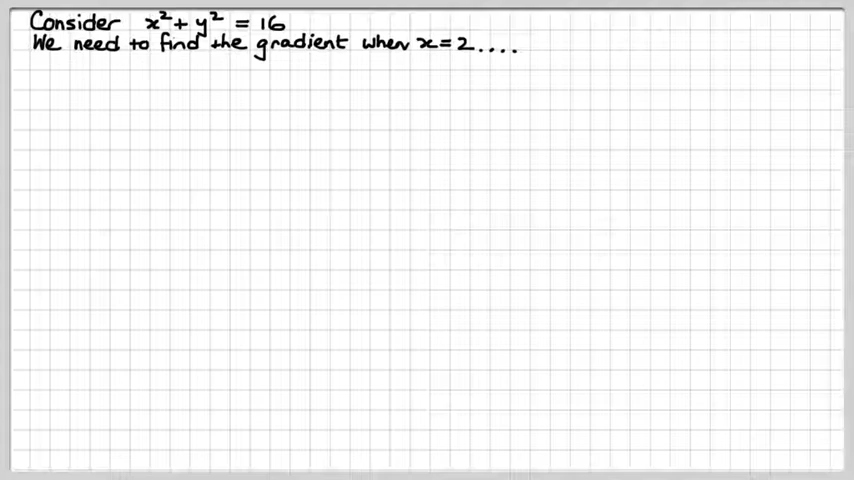 Consider x² + y² = 16
We need to find the gradient when x = 2....